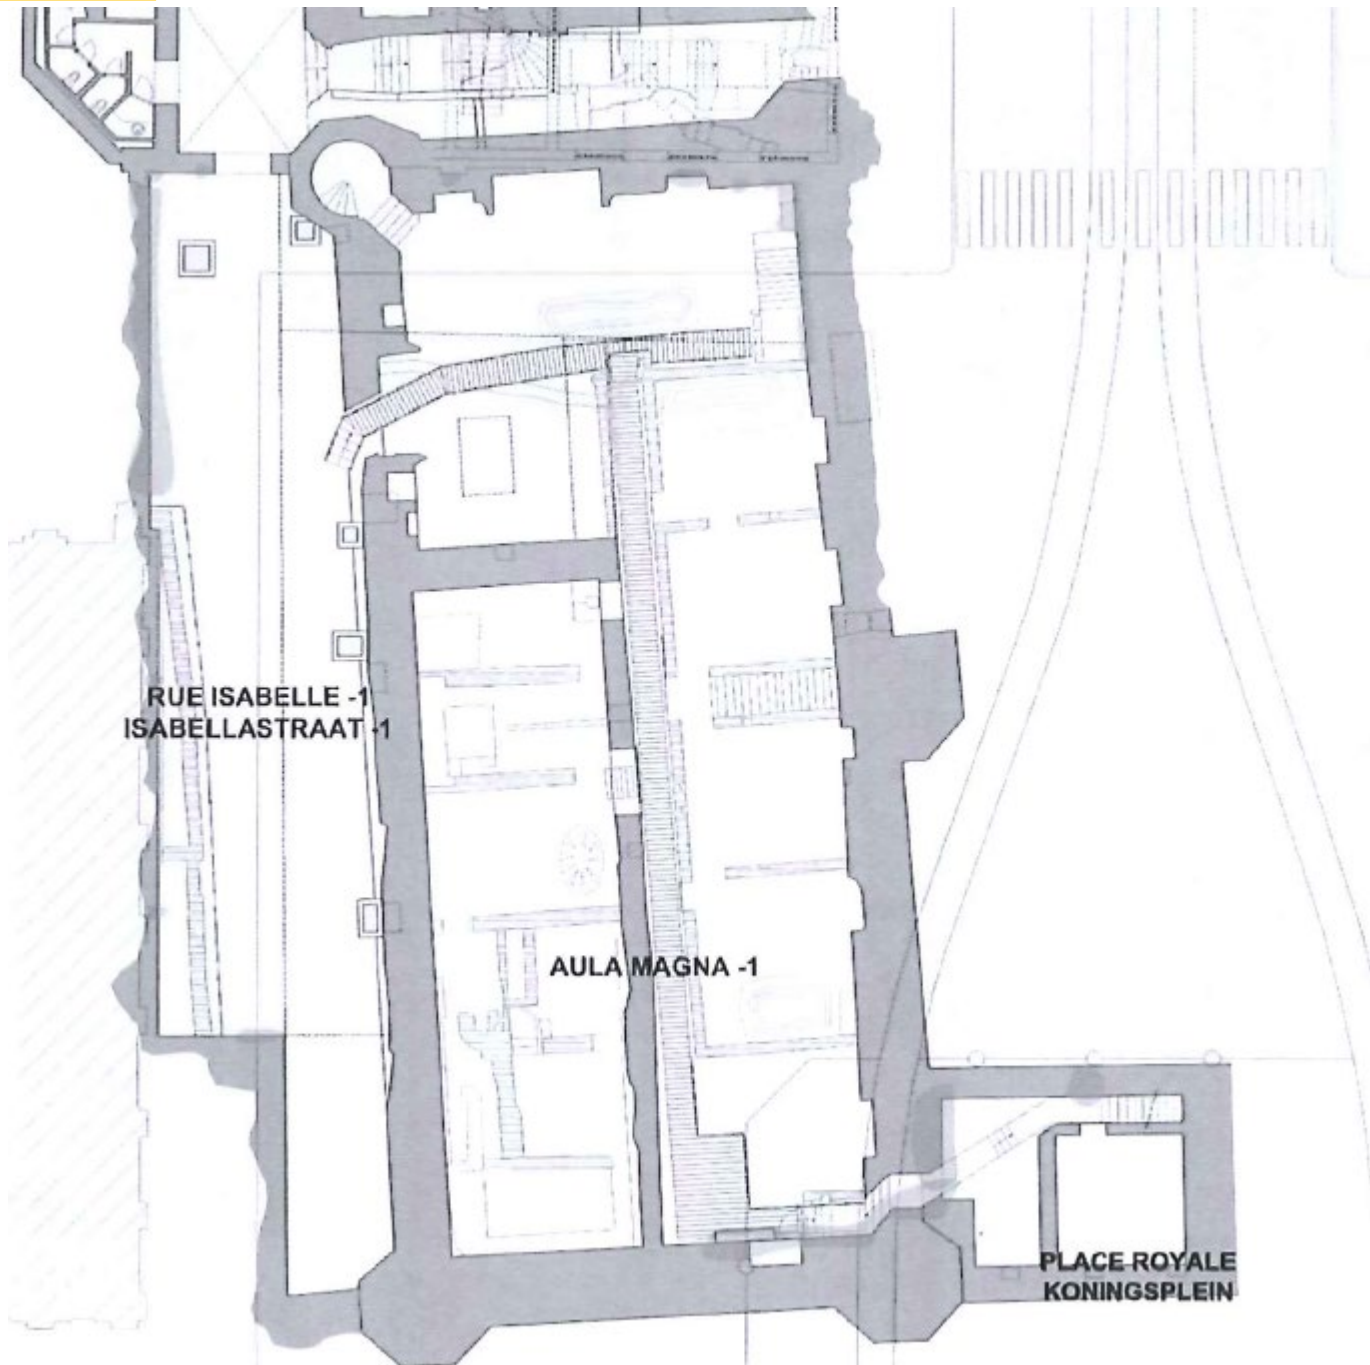 RUE ISABELLE -1
ISABELLASTRAAT -1
AULA MAGNA -1
PLACE ROYALE
KONINGSPLEIN